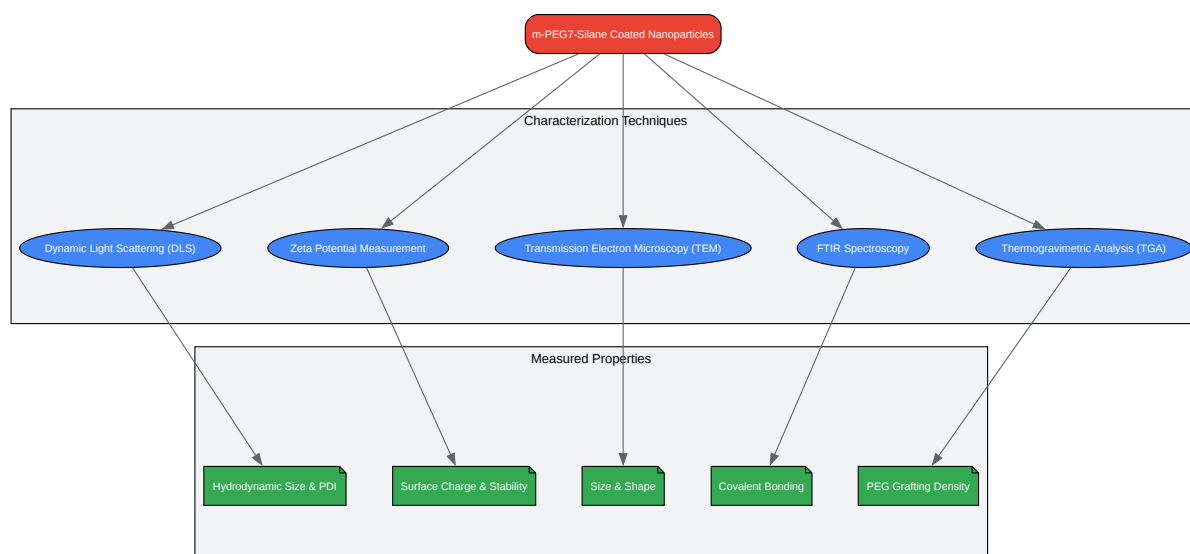 m-PEG7-Silane Coated Nanoparticles
Characterization Techniques
Dynamic Light Scattering (DLS)
Zeta Potential Measurement
Transmission Electron Microscopy (TEM)
FTIR Spectroscopy
Thermogravimetric Analysis (TGA)
Measured Properties
Hydrodynamic Size & PDI
Surface Charge & Stability
Size & Shape
Covalent Bonding
PEG Grafting Density